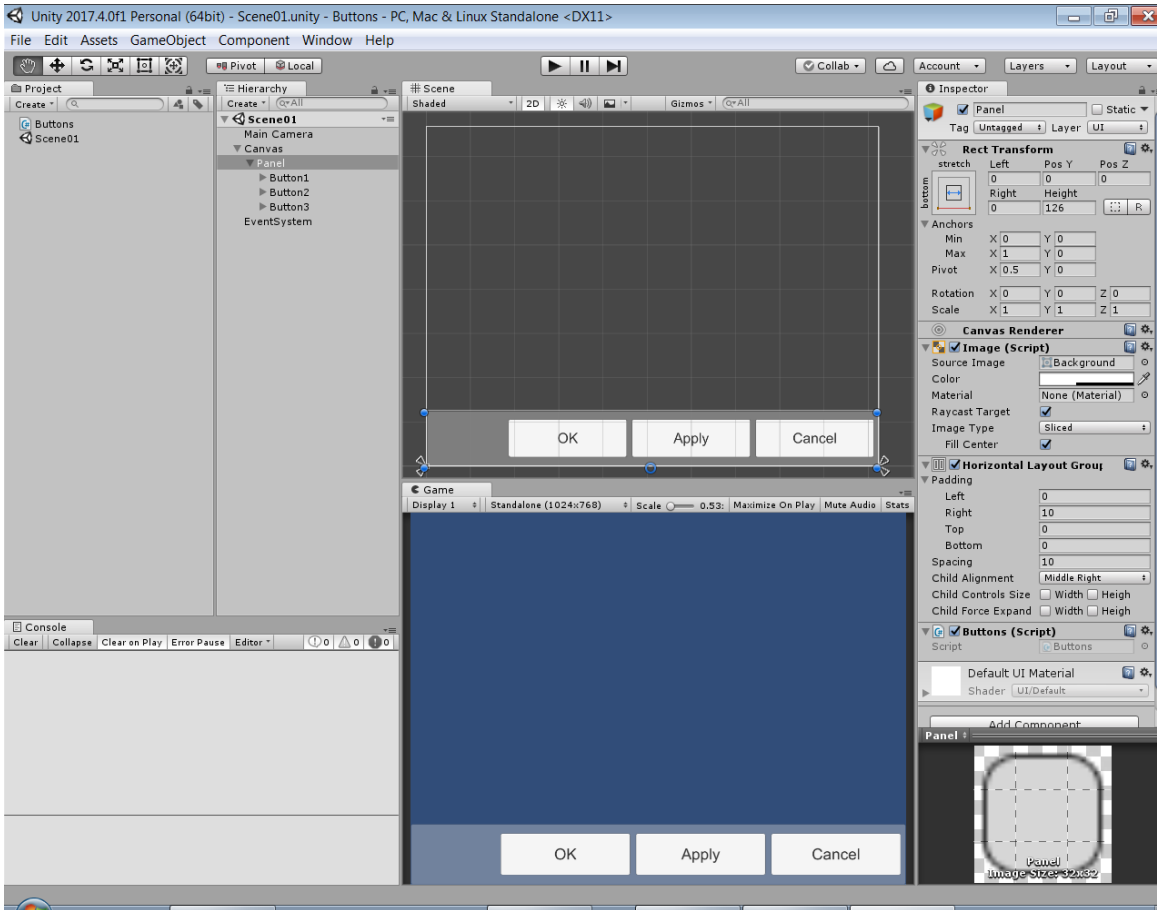 Unity 2017.4.0f1 Personal (64bit) - Scene01.unity - Buttons - PC, Mac & Linux Standalone <DX11>
File Edit Assets GameObject Component Window Help
Pivot Local Collab Account Layers Layout
Project
Create
Buttons
Scene01
Hierarchy
Create All
Scene01
Main Camera
Canvas
Panel
Button1
Button2
Button3
EventSystem
Scene
Shaded 2D Gizmos All
OK Apply Cancel
Game
Display 1 Standalone (1024x768) Scale 0.53: Maximize On Play Mute Audio Stats
OK Apply Cancel
Console
Clear Collapse Clear on Play Error Pause Editor 0 0 0
Inspector
Panel Static
Tag Untagged Layer UI
Rect Transform
stretch Left Pos Y Pos Z
bottom
0 0 0
Right Height
0 126 R
Anchors
Min X 0 Y 0
Max X 1 Y 0
Pivot X 0.5 Y 0
Rotation X 0 Y 0 Z 0
Scale X 1 Y 1 Z 1
Canvas Renderer
Image (Script)
Source Image Background
Color
Material None (Material)
Raycast Target
Image Type Sliced
Fill Center
Horizontal Layout Grou
Padding
Left 0
Right 10
Top 0
Bottom 0
Spacing 10
Child Alignment Middle Right
Child Controls Size Width Heigh
Child Force Expand Width Heigh
Buttons (Script)
Script Buttons
Default UI Material
Shader UI/Default
Add Component
Panel
Panel
Image Size: 32x32